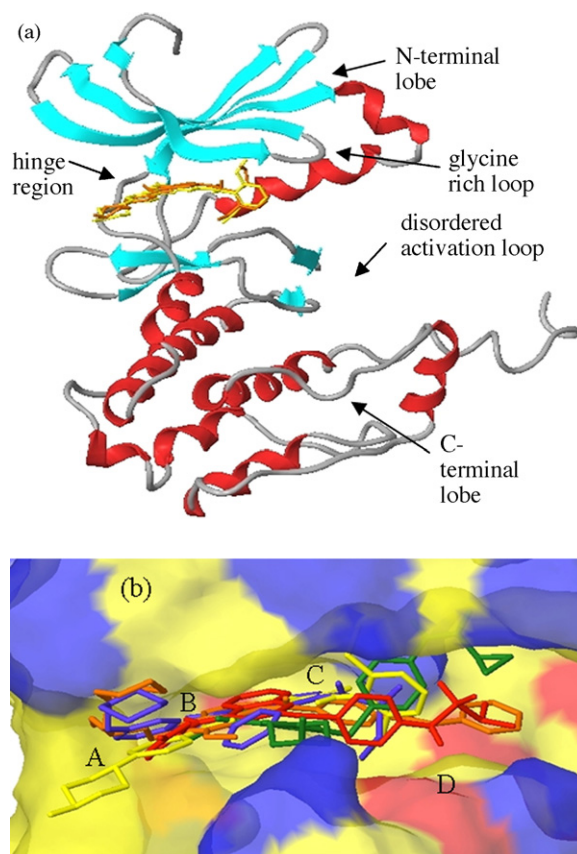 (a)
N-terminal
lobe
hinge
region
glycine
rich loop
disordered
activation loop
C-
terminal
lobe
(b)
A
B
C
D